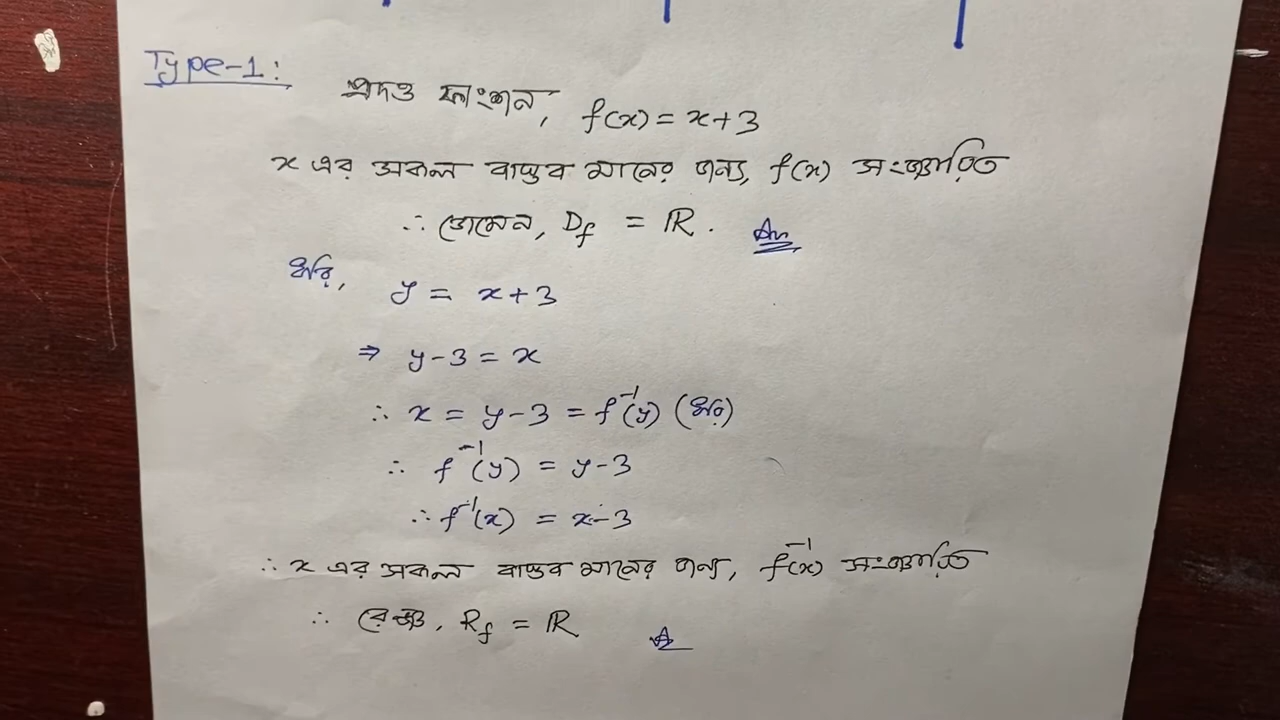 Type-1:
প্রদত্ত ফাংশন, f(x) = x+3
x এর সকল বাস্তব মানের জন্য, f(x) সংজ্ঞায়িত
∴ ডোমেন, D_f = ℝ. Ans.
ধরি, y = x+3
⇒ y-3 = x
∴ x = y-3 = f⁻¹(y) (ধরি)
∴ f⁻¹(y) = y-3
∴ f⁻¹(x) = x-3
∴ x এর সকল বাস্তব মানের জন্য, f⁻¹(x) সংজ্ঞায়িত
∴ রেঞ্জ, R_f = ℝ